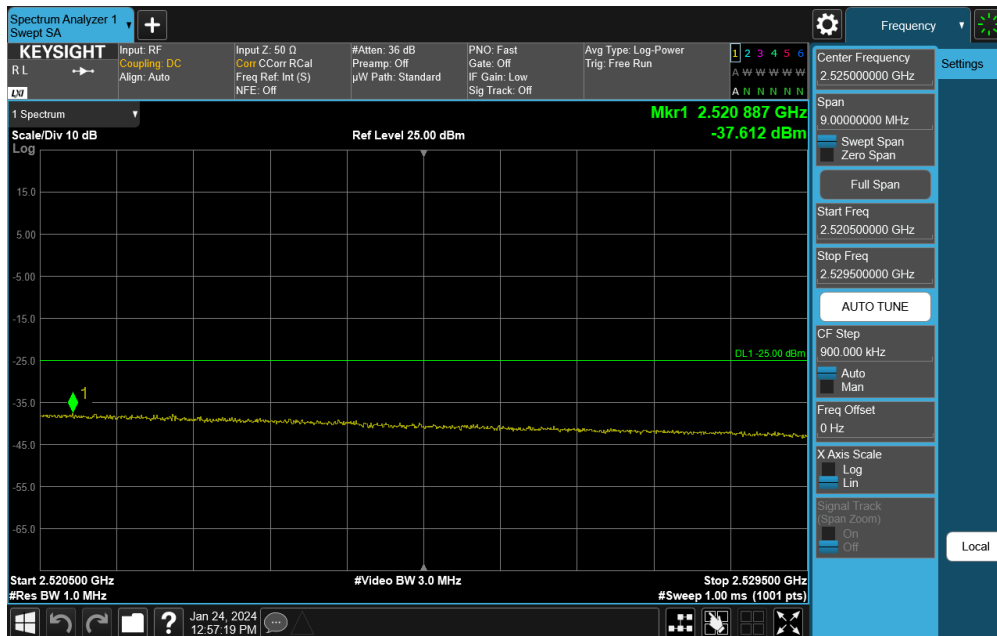 Spectrum Analyzer 1
Swept SA
KEYSIGHT
R L
LXI
Input: RF
Coupling: DC
Align: Auto
Input Z: 50 Ω
Corr CCorr RCal
Freq Ref: Int (S)
NFE: Off
#Atten: 36 dB
Preamp: Off
µW Path: Standard
PNO: Fast
Gate: Off
IF Gain: Low
Sig Track: Off
Avg Type: Log-Power
Trig: Free Run
1 2 3 4 5 6
A W W W W W
A N N N N N
1 Spectrum
Scale/Div 10 dB
Log
Ref Level 25.00 dBm
Mkr1 2.520 887 GHz
-37.612 dBm
15.0
5.00
-5.00
-15.0
-25.0
-35.0
-45.0
-55.0
-65.0
DL1 -25.00 dBm
1
Start 2.520500 GHz
#Res BW 1.0 MHz
#Video BW 3.0 MHz
Stop 2.529500 GHz
#Sweep 1.00 ms (1001 pts)
Jan 24, 2024
12:57:19 PM
Frequency
Settings
Center Frequency
2.525000000 GHz
Span
9.00000000 MHz
Swept Span
Zero Span
Full Span
Start Freq
2.520500000 GHz
Stop Freq
2.529500000 GHz
AUTO TUNE
CF Step
900.000 kHz
Auto
Man
Freq Offset
0 Hz
X Axis Scale
Log
Lin
Signal Track
(Span Zoom)
On
Off
Local